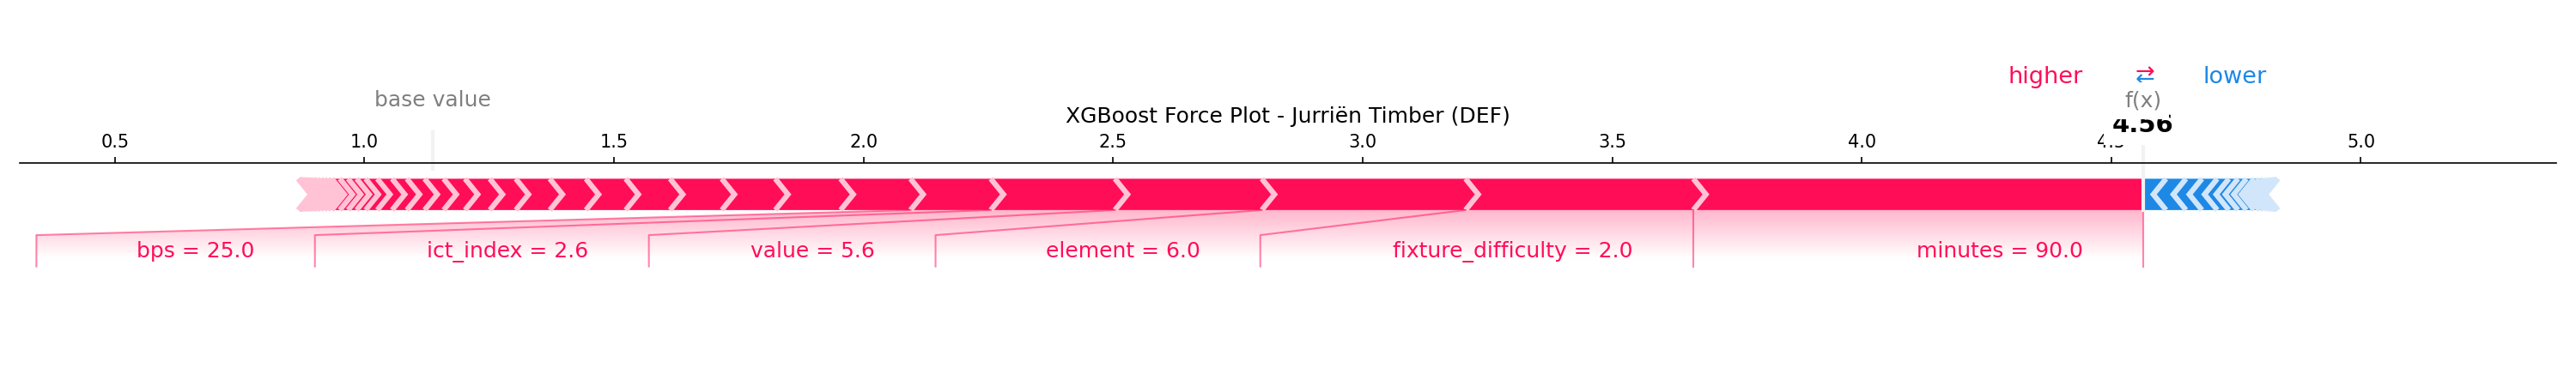 higher ⇄ lower
base value
f(x)
XGBoost Force Plot - Jurriën Timber (DEF)
4.56
0.5 1.0 1.5 2.0 2.5 3.0 3.5 4.0 5.0
bps = 25.0 ict_index = 2.6 value = 5.6 element = 6.0 fixture_difficulty = 2.0 minutes = 90.0